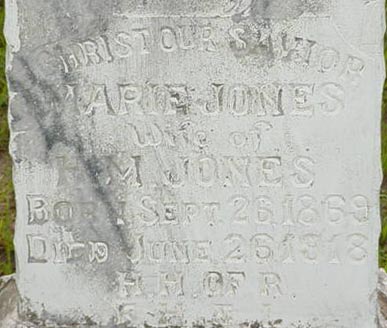 CHRIST OUR SAVIOR
MARIE JONES
Wife of
H.M. JONES
BORN SEPT. 26, 1869
DIED JUNE 26, 1918
H.H. OF R.